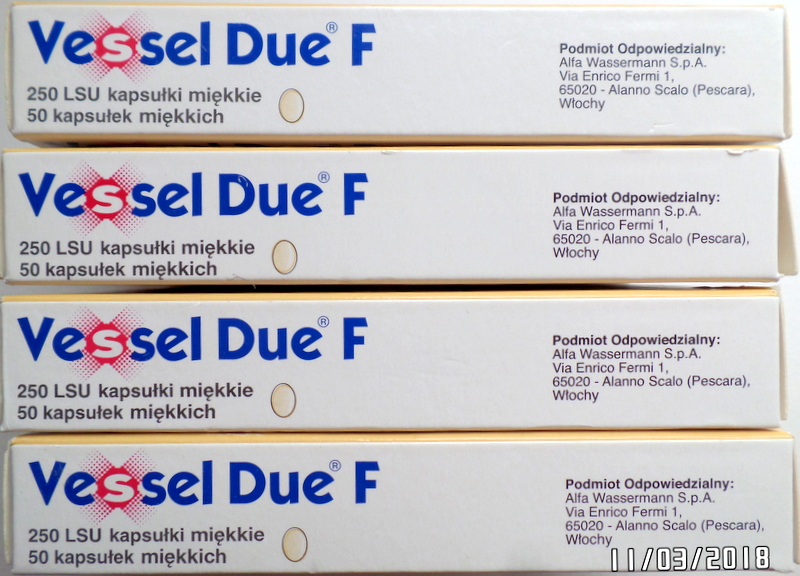 Vessel Due® F
250 LSU kapsułki miękkie
50 kapsułek miękkich
Podmiot Odpowiedzialny:
Alfa Wassermann S.p.A.
Via Enrico Fermi 1,
65020 - Alanno Scalo (Pescara),
Włochy
Vessel Due® F
250 LSU kapsułki miękkie
50 kapsułek miękkich
Podmiot Odpowiedzialny:
Alfa Wassermann S.p.A.
Via Enrico Fermi 1,
65020 - Alanno Scalo (Pescara),
Włochy
Vessel Due® F
250 LSU kapsułki miękkie
50 kapsułek miękkich
Podmiot Odpowiedzialny:
Alfa Wassermann S.p.A.
Via Enrico Fermi 1,
65020 - Alanno Scalo (Pescara),
Włochy
Vessel Due® F
250 LSU kapsułki miękkie
50 kapsułek miękkich
Podmiot Odpowiedzialny:
Alfa Wassermann S.p.A.
Via Enrico Fermi 1,
65020 - Alanno Scalo (Pescara),
Włochy
11/03/2018